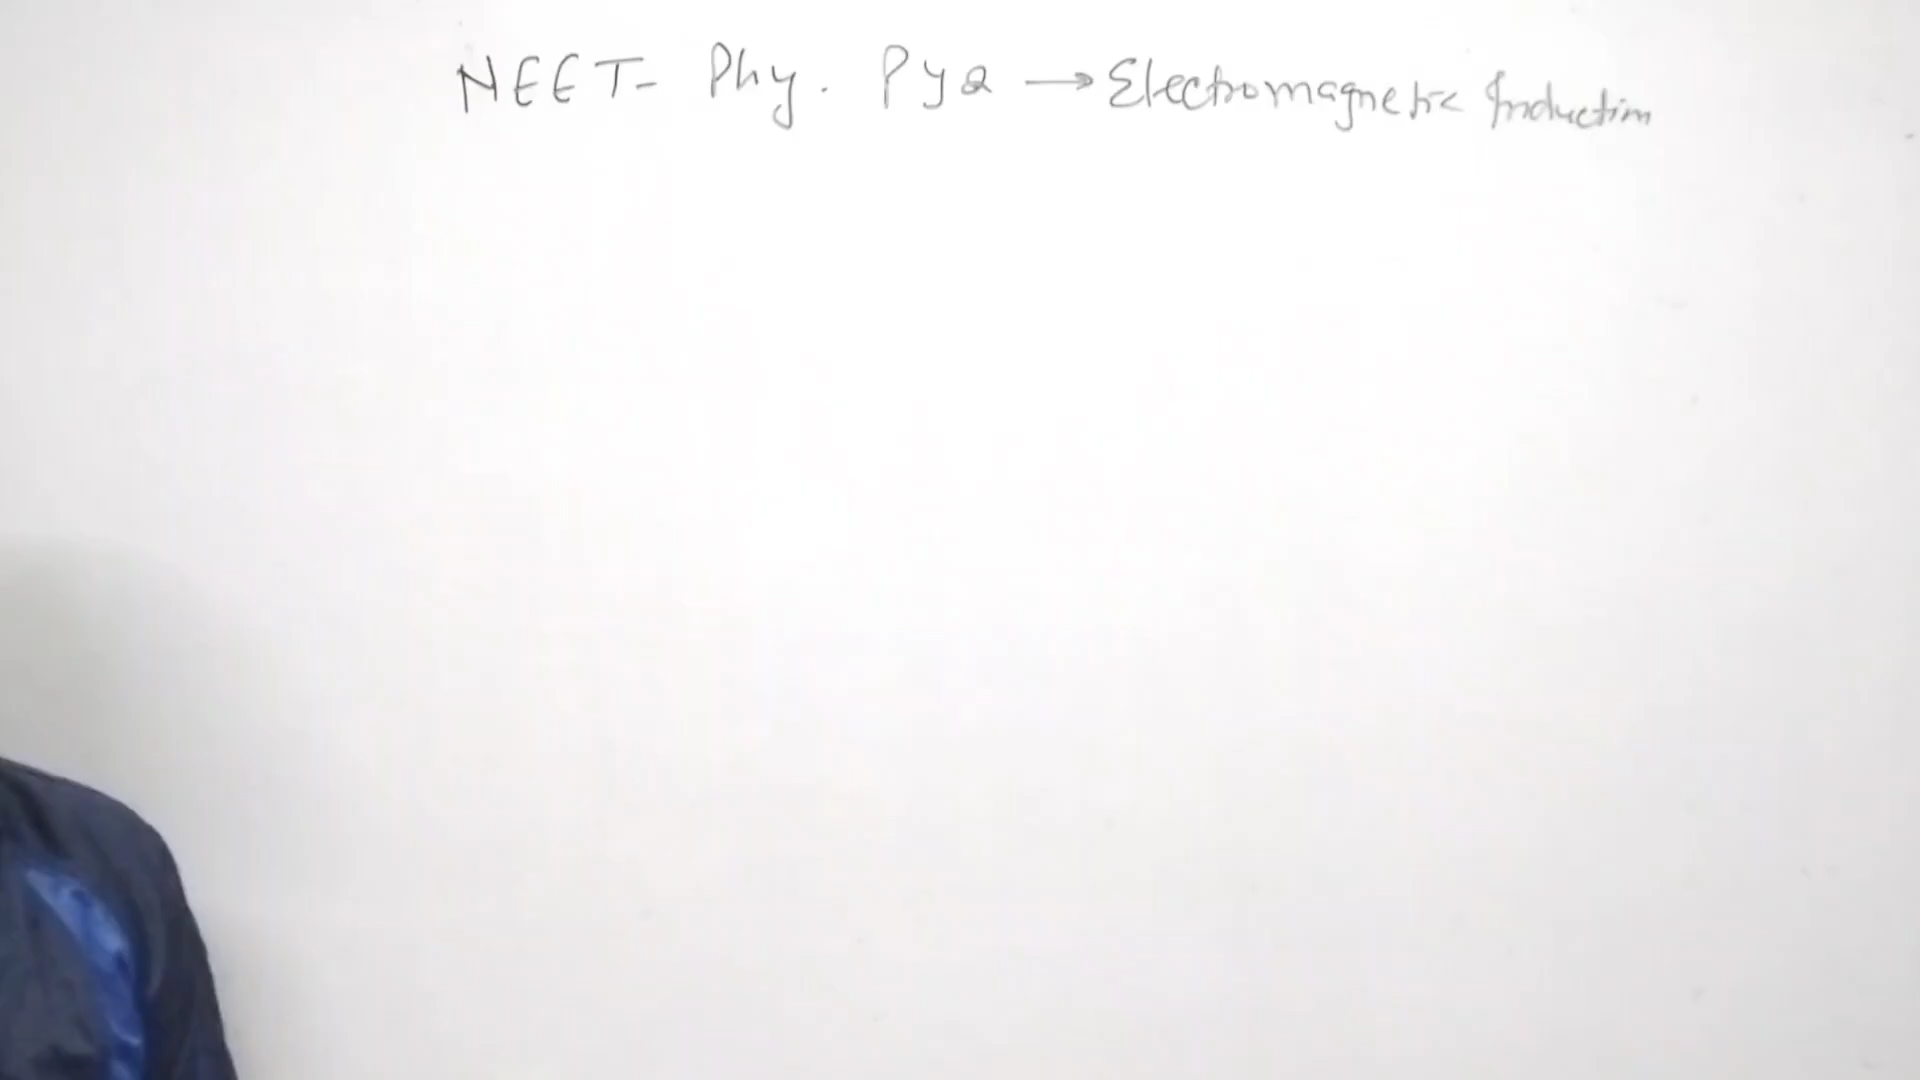 NEET- Phy. PYQ → Electromagnetic Induction